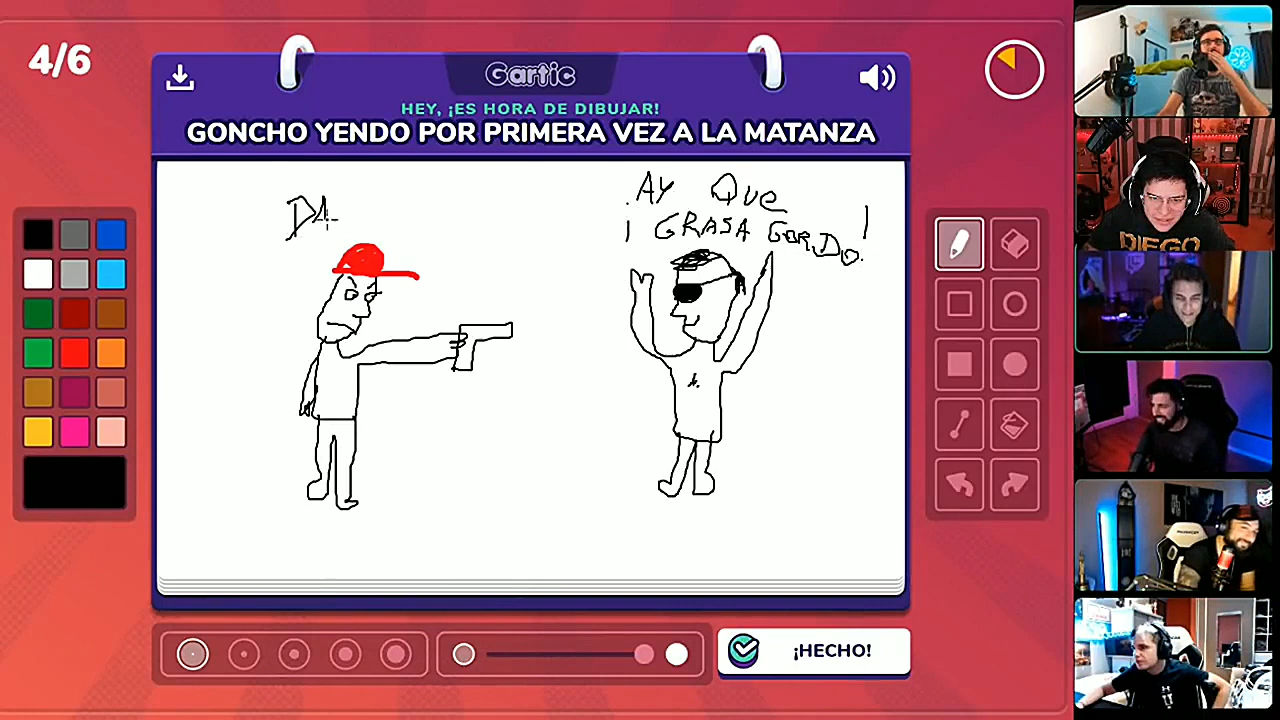 4/6
Gartic
HEY, ¡ES HORA DE DIBUJAR!
GONCHO YENDO POR PRIMERA VEZ A LA MATANZA
DA
¡AY QUE
GRASA GORDO!
¡HECHO!
DIEGO